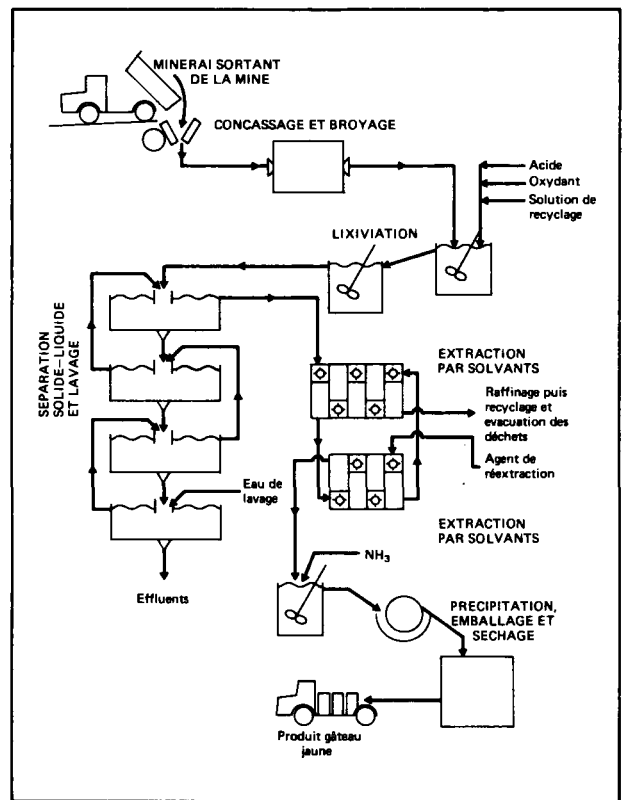 MINERAI SORTANT
DE LA MINE
CONCASSAGE ET BROYAGE
Acide
Oxydant
Solution de
recyclage
LIXIVIATION
SEPARATION
SOLIDE–LIQUIDE
ET LAVAGE
EXTRACTION
PAR SOLVANTS
Raffinage puis
recyclage et
evacuation des
déchets
Agent de
réextraction
Eau de
lavage
EXTRACTION
PAR SOLVANTS
Effluents
NH₃
PRECIPITATION,
EMBALLAGE ET
SECHAGE
Produit gâteau
jaune